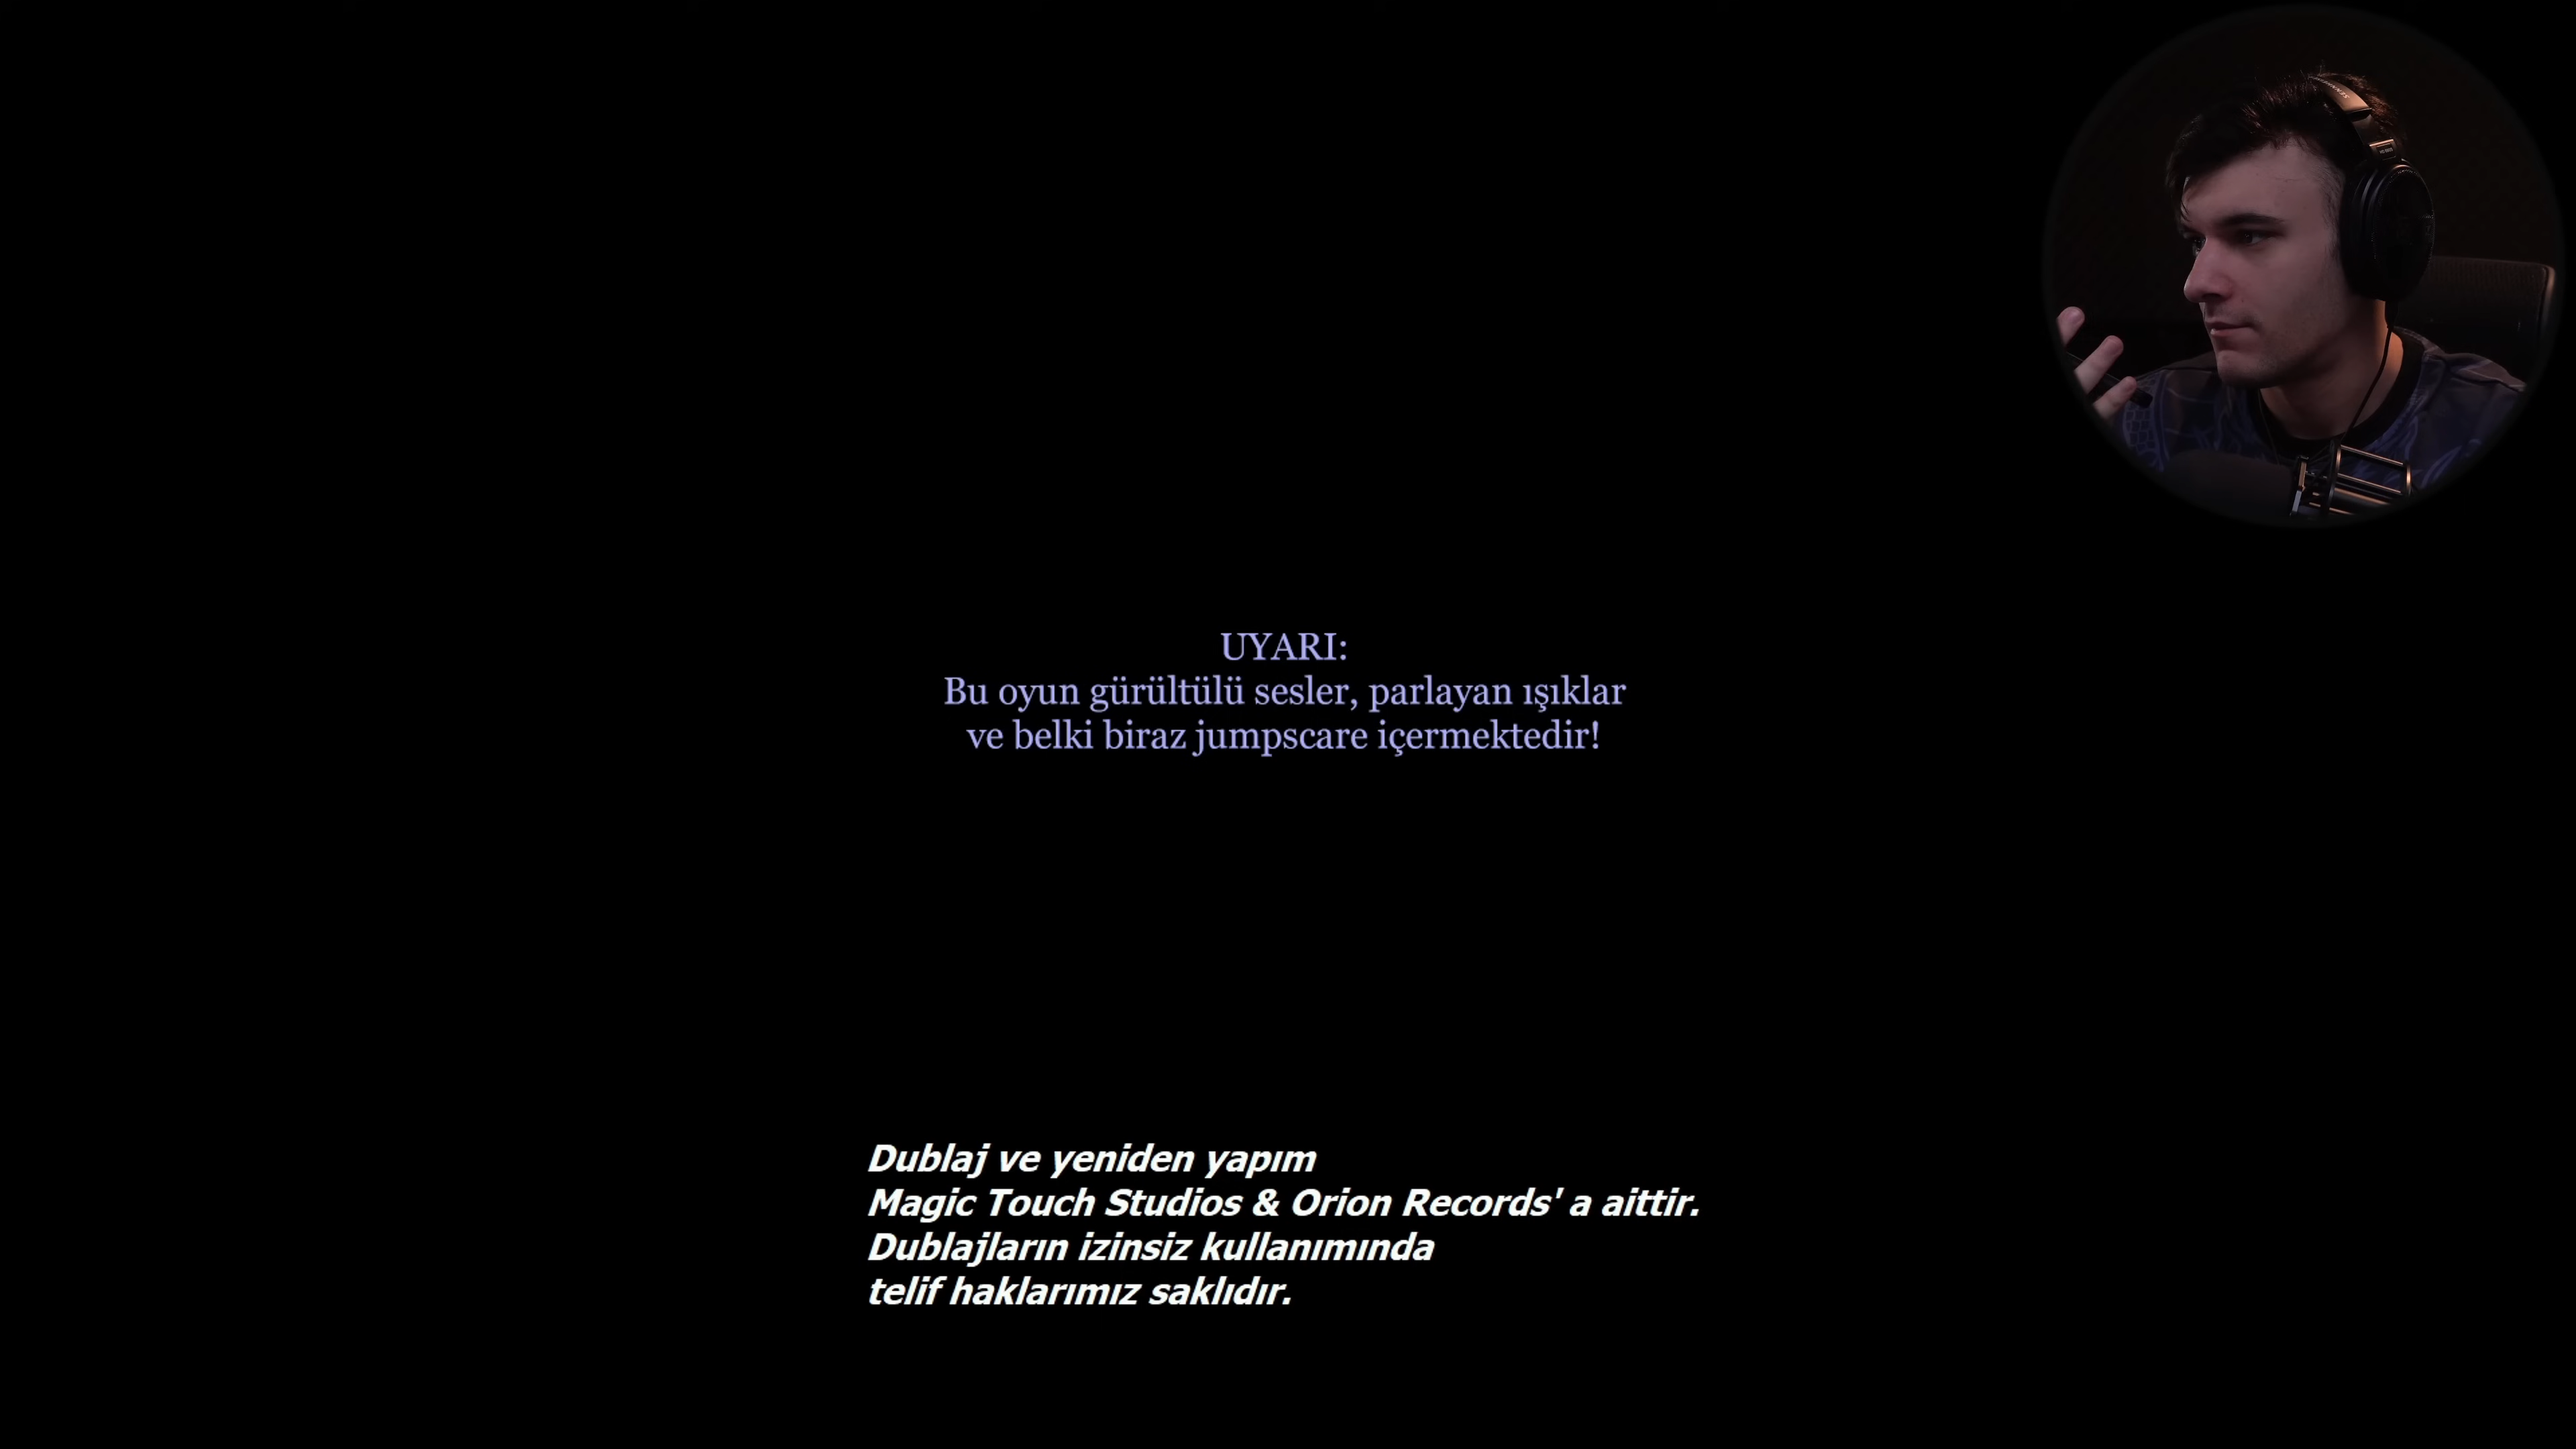 UYARI:
Bu oyun gürültülü sesler, parlayan ışıklar
ve belki biraz jumpscare içermektedir!
Dublaj ve yeniden yapım
Magic Touch Studios & Orion Records' a aittir.
Dublajların izinsiz kullanımında
telif haklarımız saklıdır.